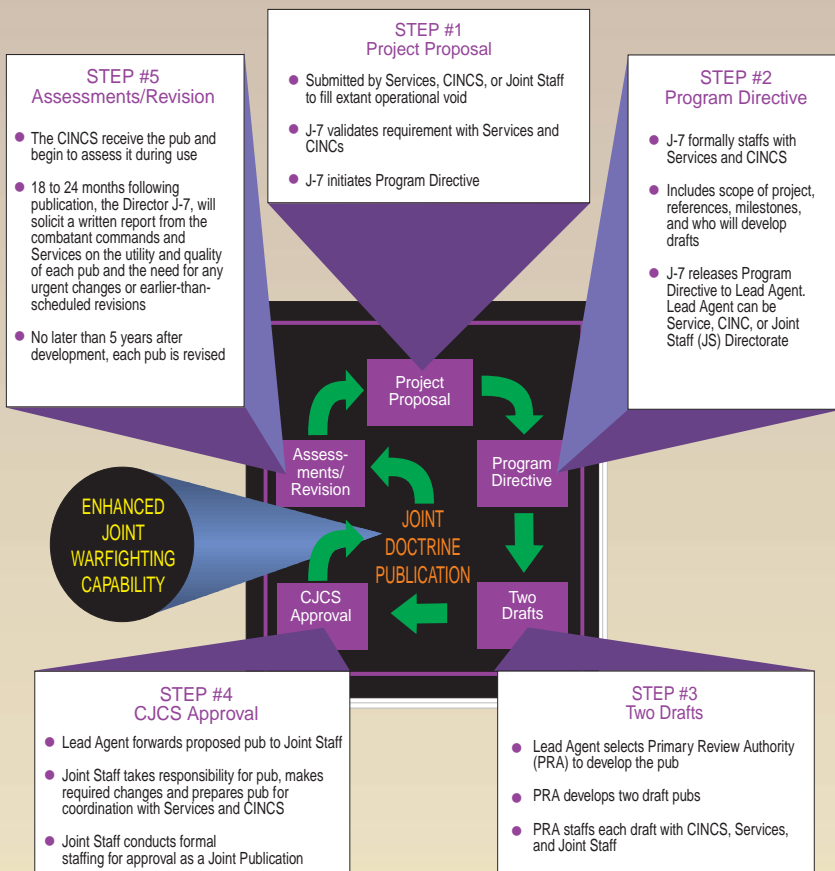 STEP #1
Project Proposal
Submitted by Services, CINCS, or Joint Staff
to fill extant operational void
J-7 validates requirement with Services and
CINCs
J-7 initiates Program Directive
STEP #5
Assessments/Revision
The CINCS receive the pub and
begin to assess it during use
18 to 24 months following
publication, the Director J-7, will
solicit a written report from the
combatant commands and
Services on the utility and quality
of each pub and the need for any
urgent changes or earlier-than-
scheduled revisions
No later than 5 years after
development, each pub is revised
STEP #2
Program Directive
J-7 formally staffs with
Services and CINCS
Includes scope of project,
references, milestones,
and who will develop
drafts
J-7 releases Program
Directive to Lead Agent.
Lead Agent can be
Service, CINC, or Joint
Staff (JS) Directorate
Project
Proposal
Assess-
ments/
Revision
Program
Directive
ENHANCED
JOINT
WARFIGHTING
CAPABILITY
JOINT
DOCTRINE
PUBLICATION
CJCS
Approval
Two
Drafts
STEP #4
CJCS Approval
Lead Agent forwards proposed pub to Joint Staff
Joint Staff takes responsibility for pub, makes
required changes and prepares pub for
coordination with Services and CINCS
Joint Staff conducts formal
staffing for approval as a Joint Publication
STEP #3
Two Drafts
Lead Agent selects Primary Review Authority
(PRA) to develop the pub
PRA develops two draft pubs
PRA staffs each draft with CINCS, Services,
and Joint Staff